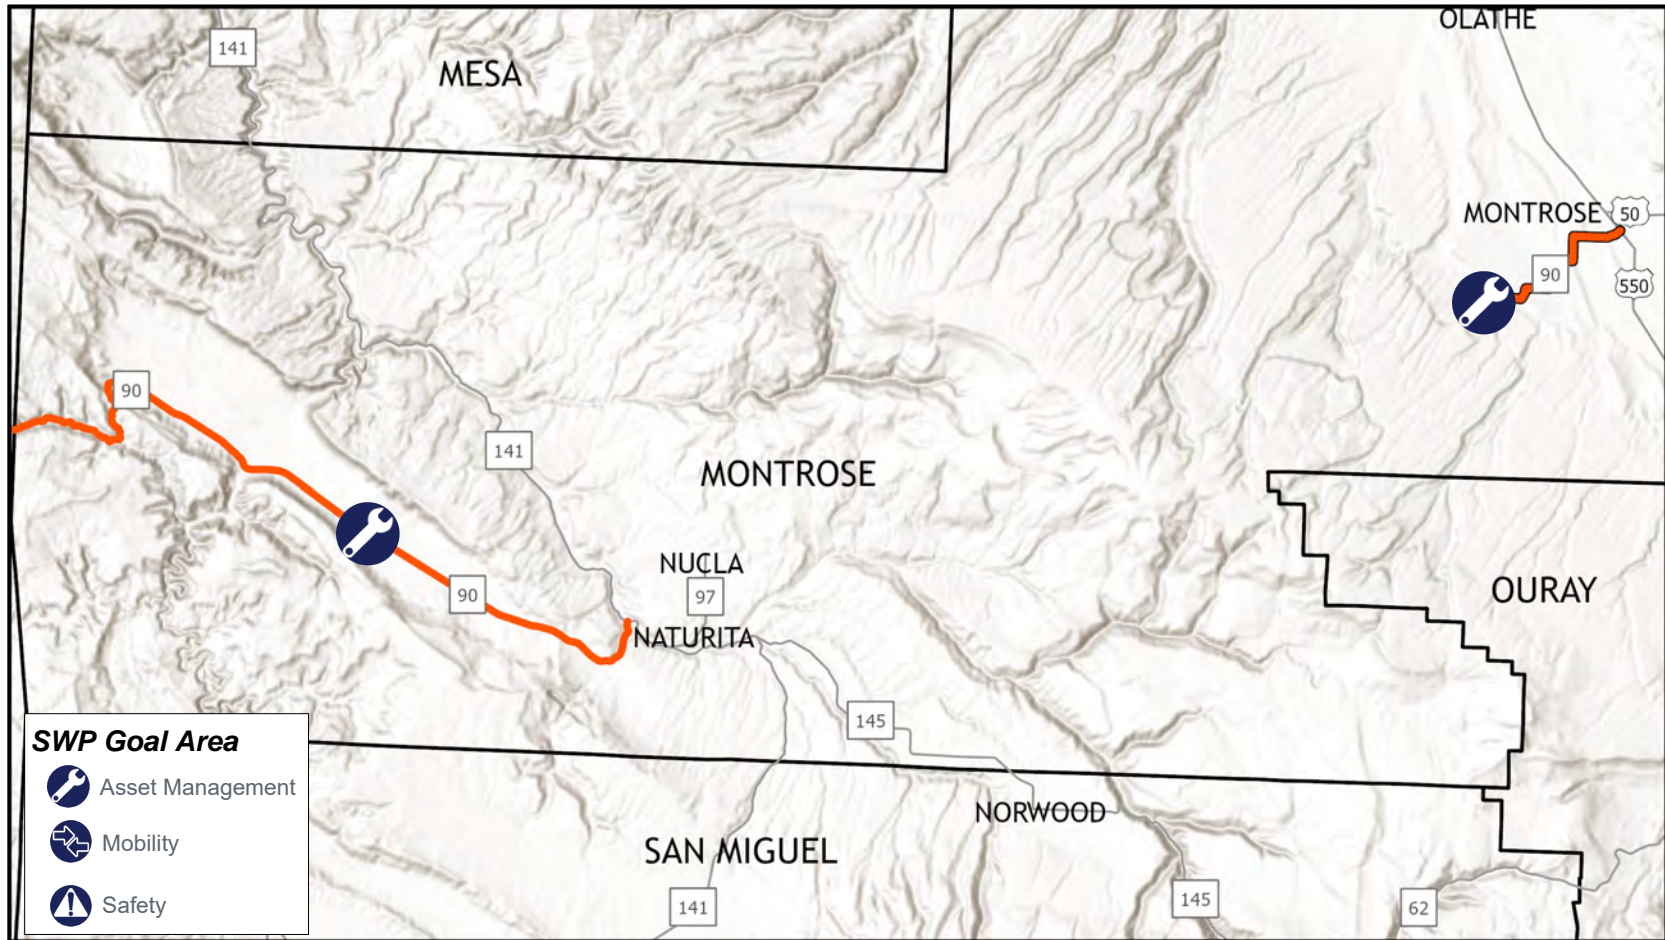 OLATHE
141
MESA
MONTROSE
50
90
550
90
141
MONTROSE
NUCLA
97
90
OURAY
NATURITA
145
SWP Goal Area
Asset Management
Mobility
Safety
NORWOOD
SAN MIGUEL
141
145
62